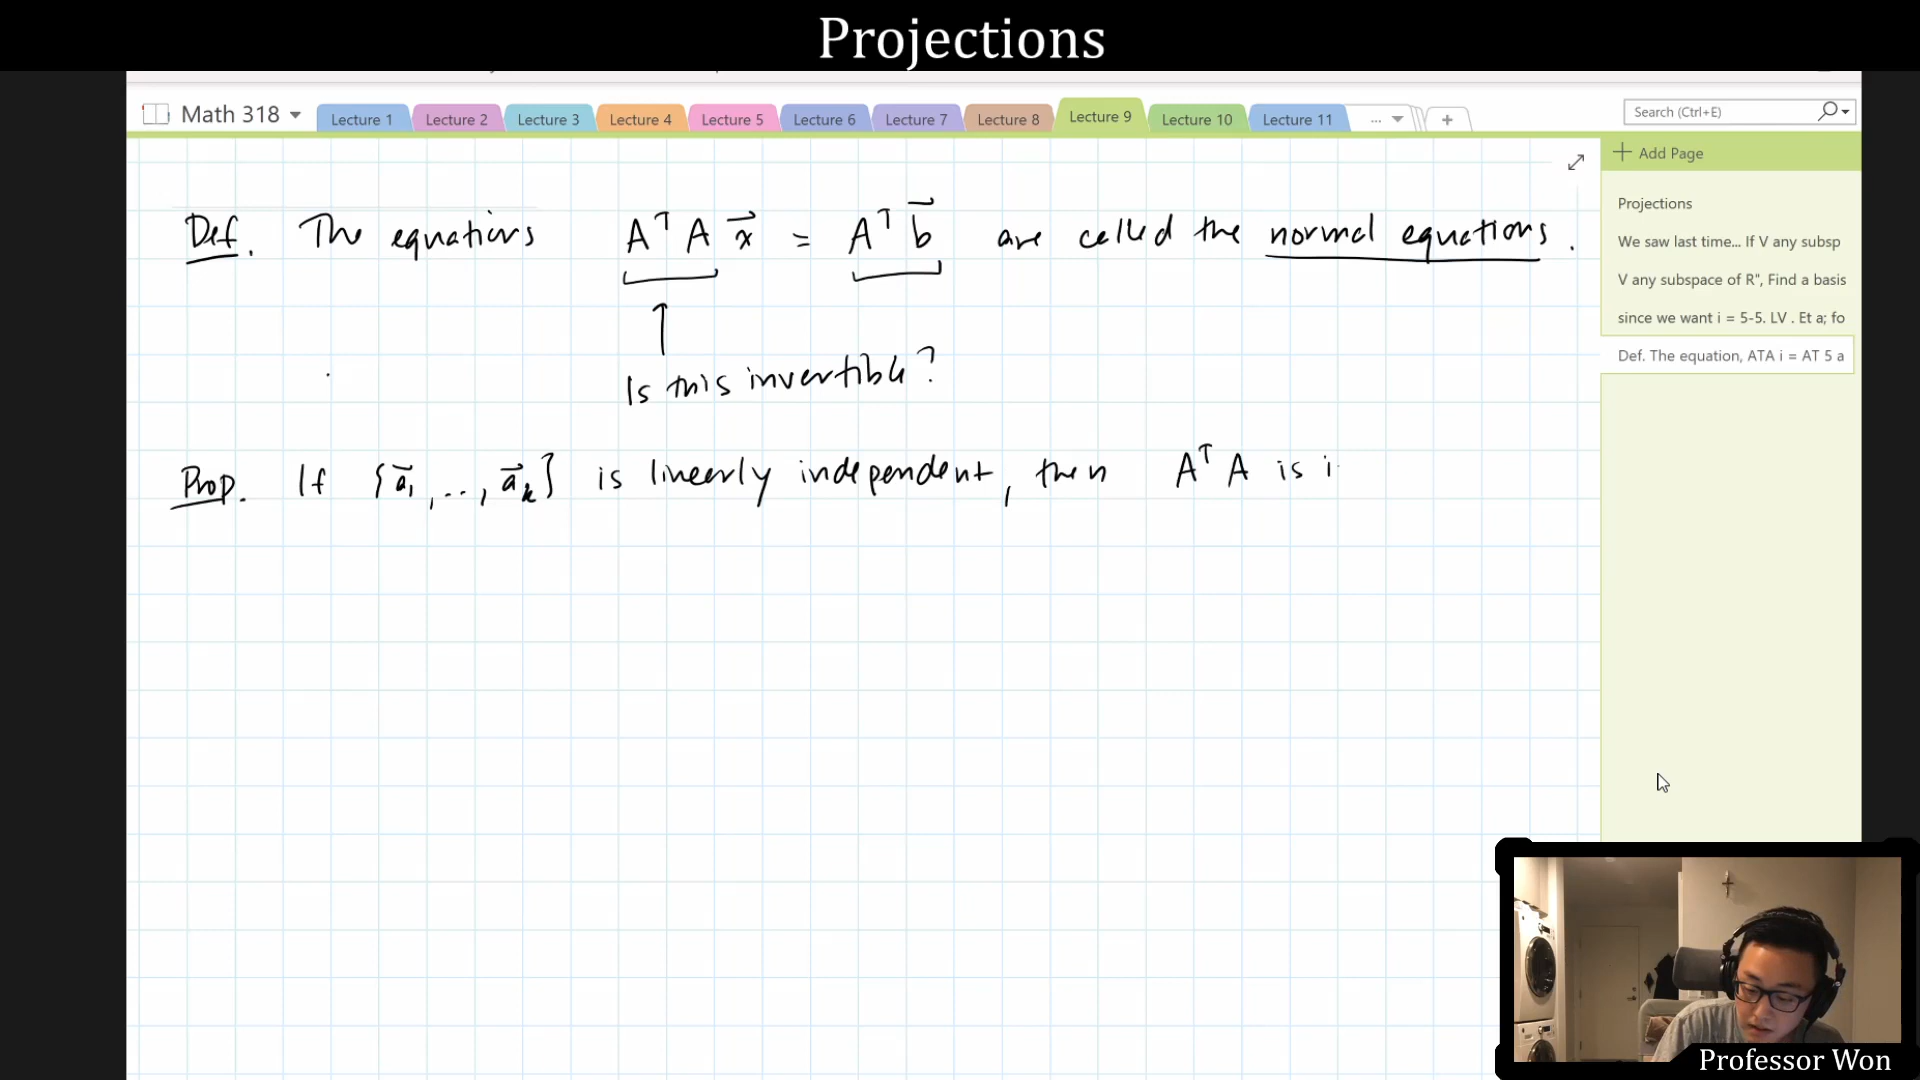 Projections
Math 318
Lecture 1
Lecture 2
Lecture 3
Lecture 4
Lecture 5
Lecture 6
Lecture 7
Lecture 8
Lecture 9
Lecture 10
Lecture 11
...
+
Search (Ctrl+E)
Add Page
Projections
We saw last time... If V any subsp
V any subspace of R", Find a basis
since we want i = 5-5. LV . Et a; fo
Def. The equation, ATA i = AT 5 a
Def. The equations AᵀA x⃗ = Aᵀ b⃗ are called the normal equations.
Is this invertible?
Prop. If {a⃗₁, .., a⃗ₖ} is linearly independent, then AᵀA is i
Professor Won